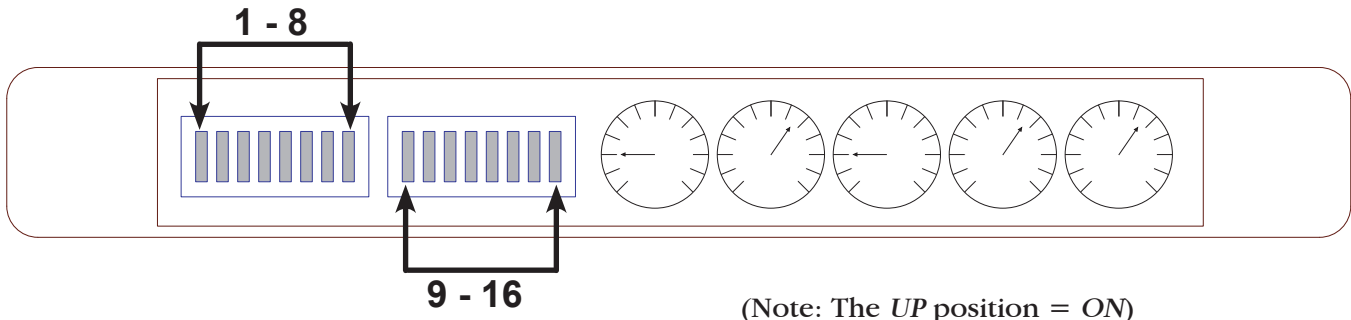 1 - 8
9 - 16
(Note: The UP position = ON)